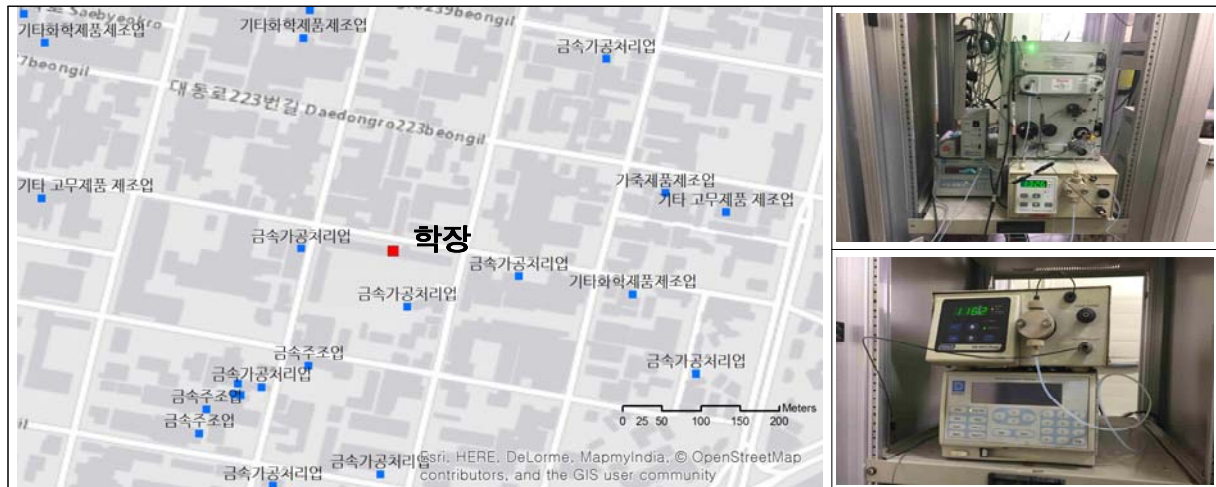 로 Saebyeokro
기타화학제품제조업
기타화학제품제조업
금속가공처리업
대동로223번길 Daedongro223beongil
가죽제품제조업
기타 고무제품 제조업
기타 고무제품 제조업
학장
금속가공처리업
금속가공처리업
기타화학제품제조업
금속가공처리업
금속주조업
금속가공처리업
금속가공처리업
금속주조업
금속주조업
Meters
0 25 50 100 150 200
금속가공처리업
금속가공처리업
Esri, HERE, DeLorme, MapmyIndia, © OpenStreetMap
contributors, and the GIS user community